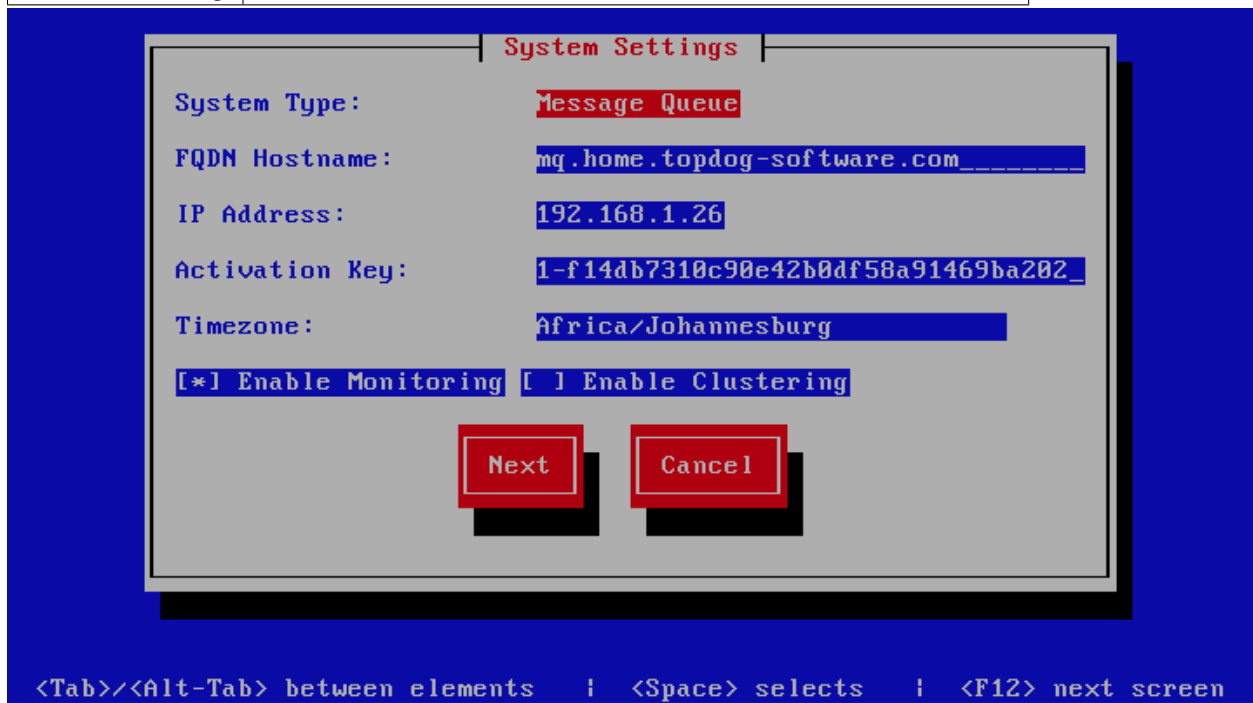 System Settings
System Type: Message Queue
FQDN Hostname: mq.home.topdog-software.com________
IP Address: 192.168.1.26
Activation Key: 1-f14db7310c90e42b0df58a91469ba202_
Timezone: Africa/Johannesburg
[*] Enable Monitoring [ ] Enable Clustering
Next Cancel
<Tab>/<Alt-Tab> between elements | <Space> selects | <F12> next screen